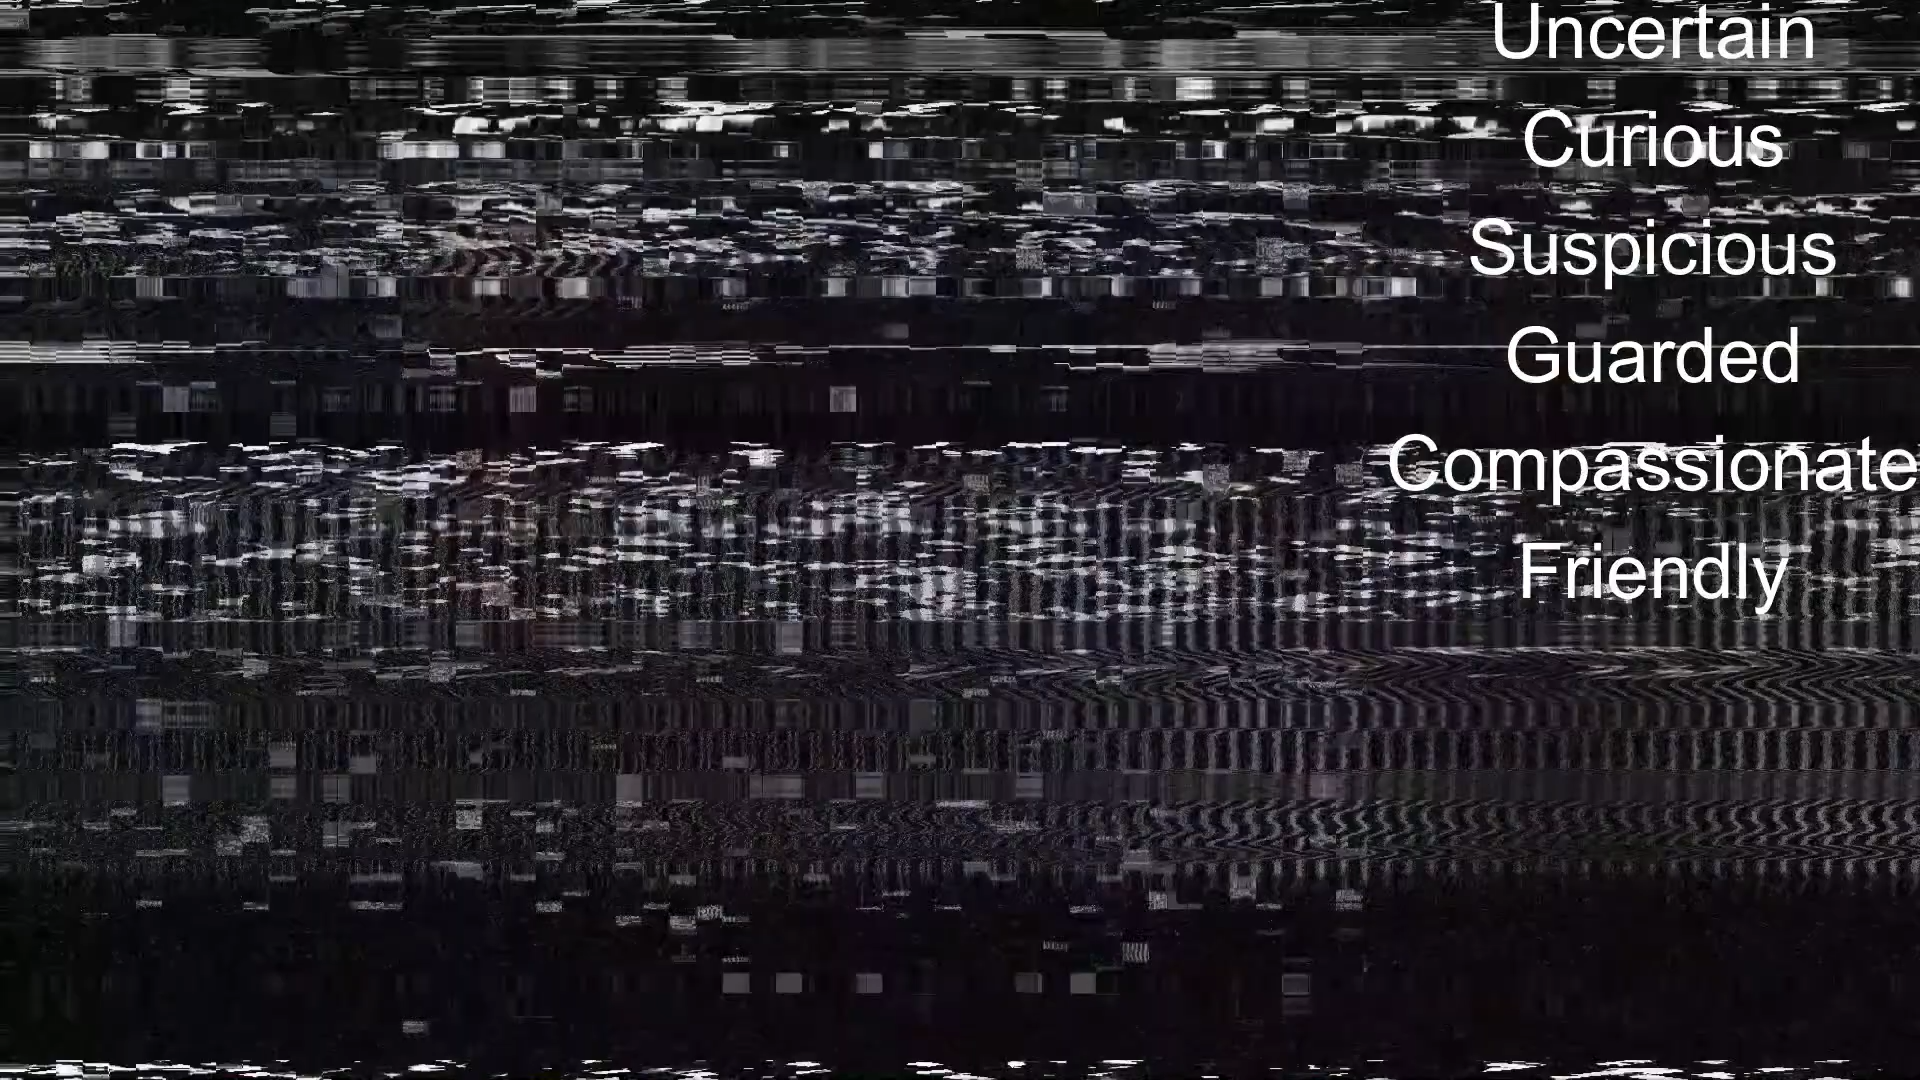 Uncertain
Curious
Suspicious
Guarded
Compassionate
Friendly